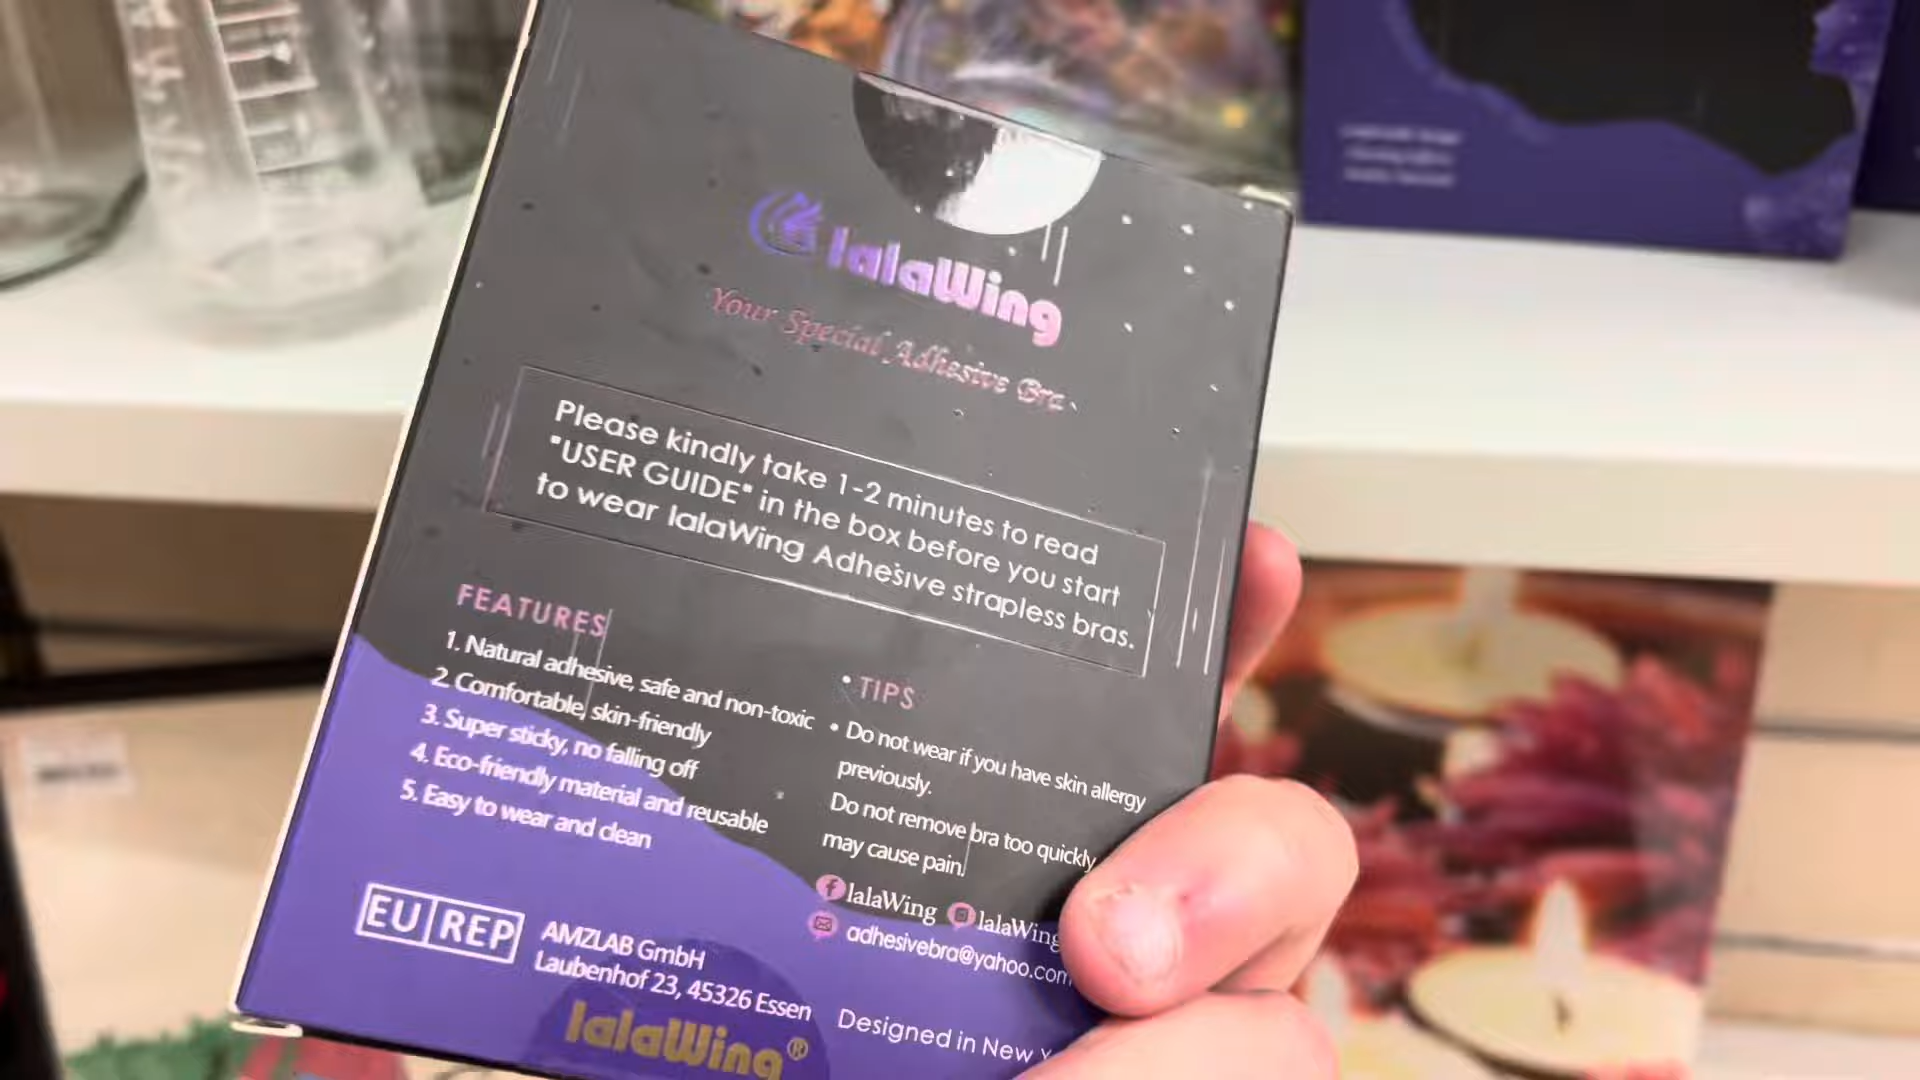 lalaWing
Your Special Adhesive Bra
Please kindly take 1-2 minutes to read
"USER GUIDE" in the box before you start
to wear lalaWing Adhesive strapless bras.
FEATURES
1. Natural adhesive, safe and non-toxic
2. Comfortable, skin-friendly
3. Super sticky, no falling off
4. Eco-friendly material and reusable
5. Easy to wear and clean
• TIPS
• Do not wear if you have skin allergy
previously.
Do not remove bra too quickly,
may cause pain.
lalaWing lalaWing
adhesivebra@yahoo.com
EU REP
AMZLAB GmbH
Laubenhof 23, 45326 Essen
Designed in New
lalaWing®